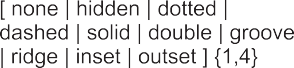 [ none | hidden | dotted |
dashed | solid | double | groove
| ridge | inset | outset ] {1,4}